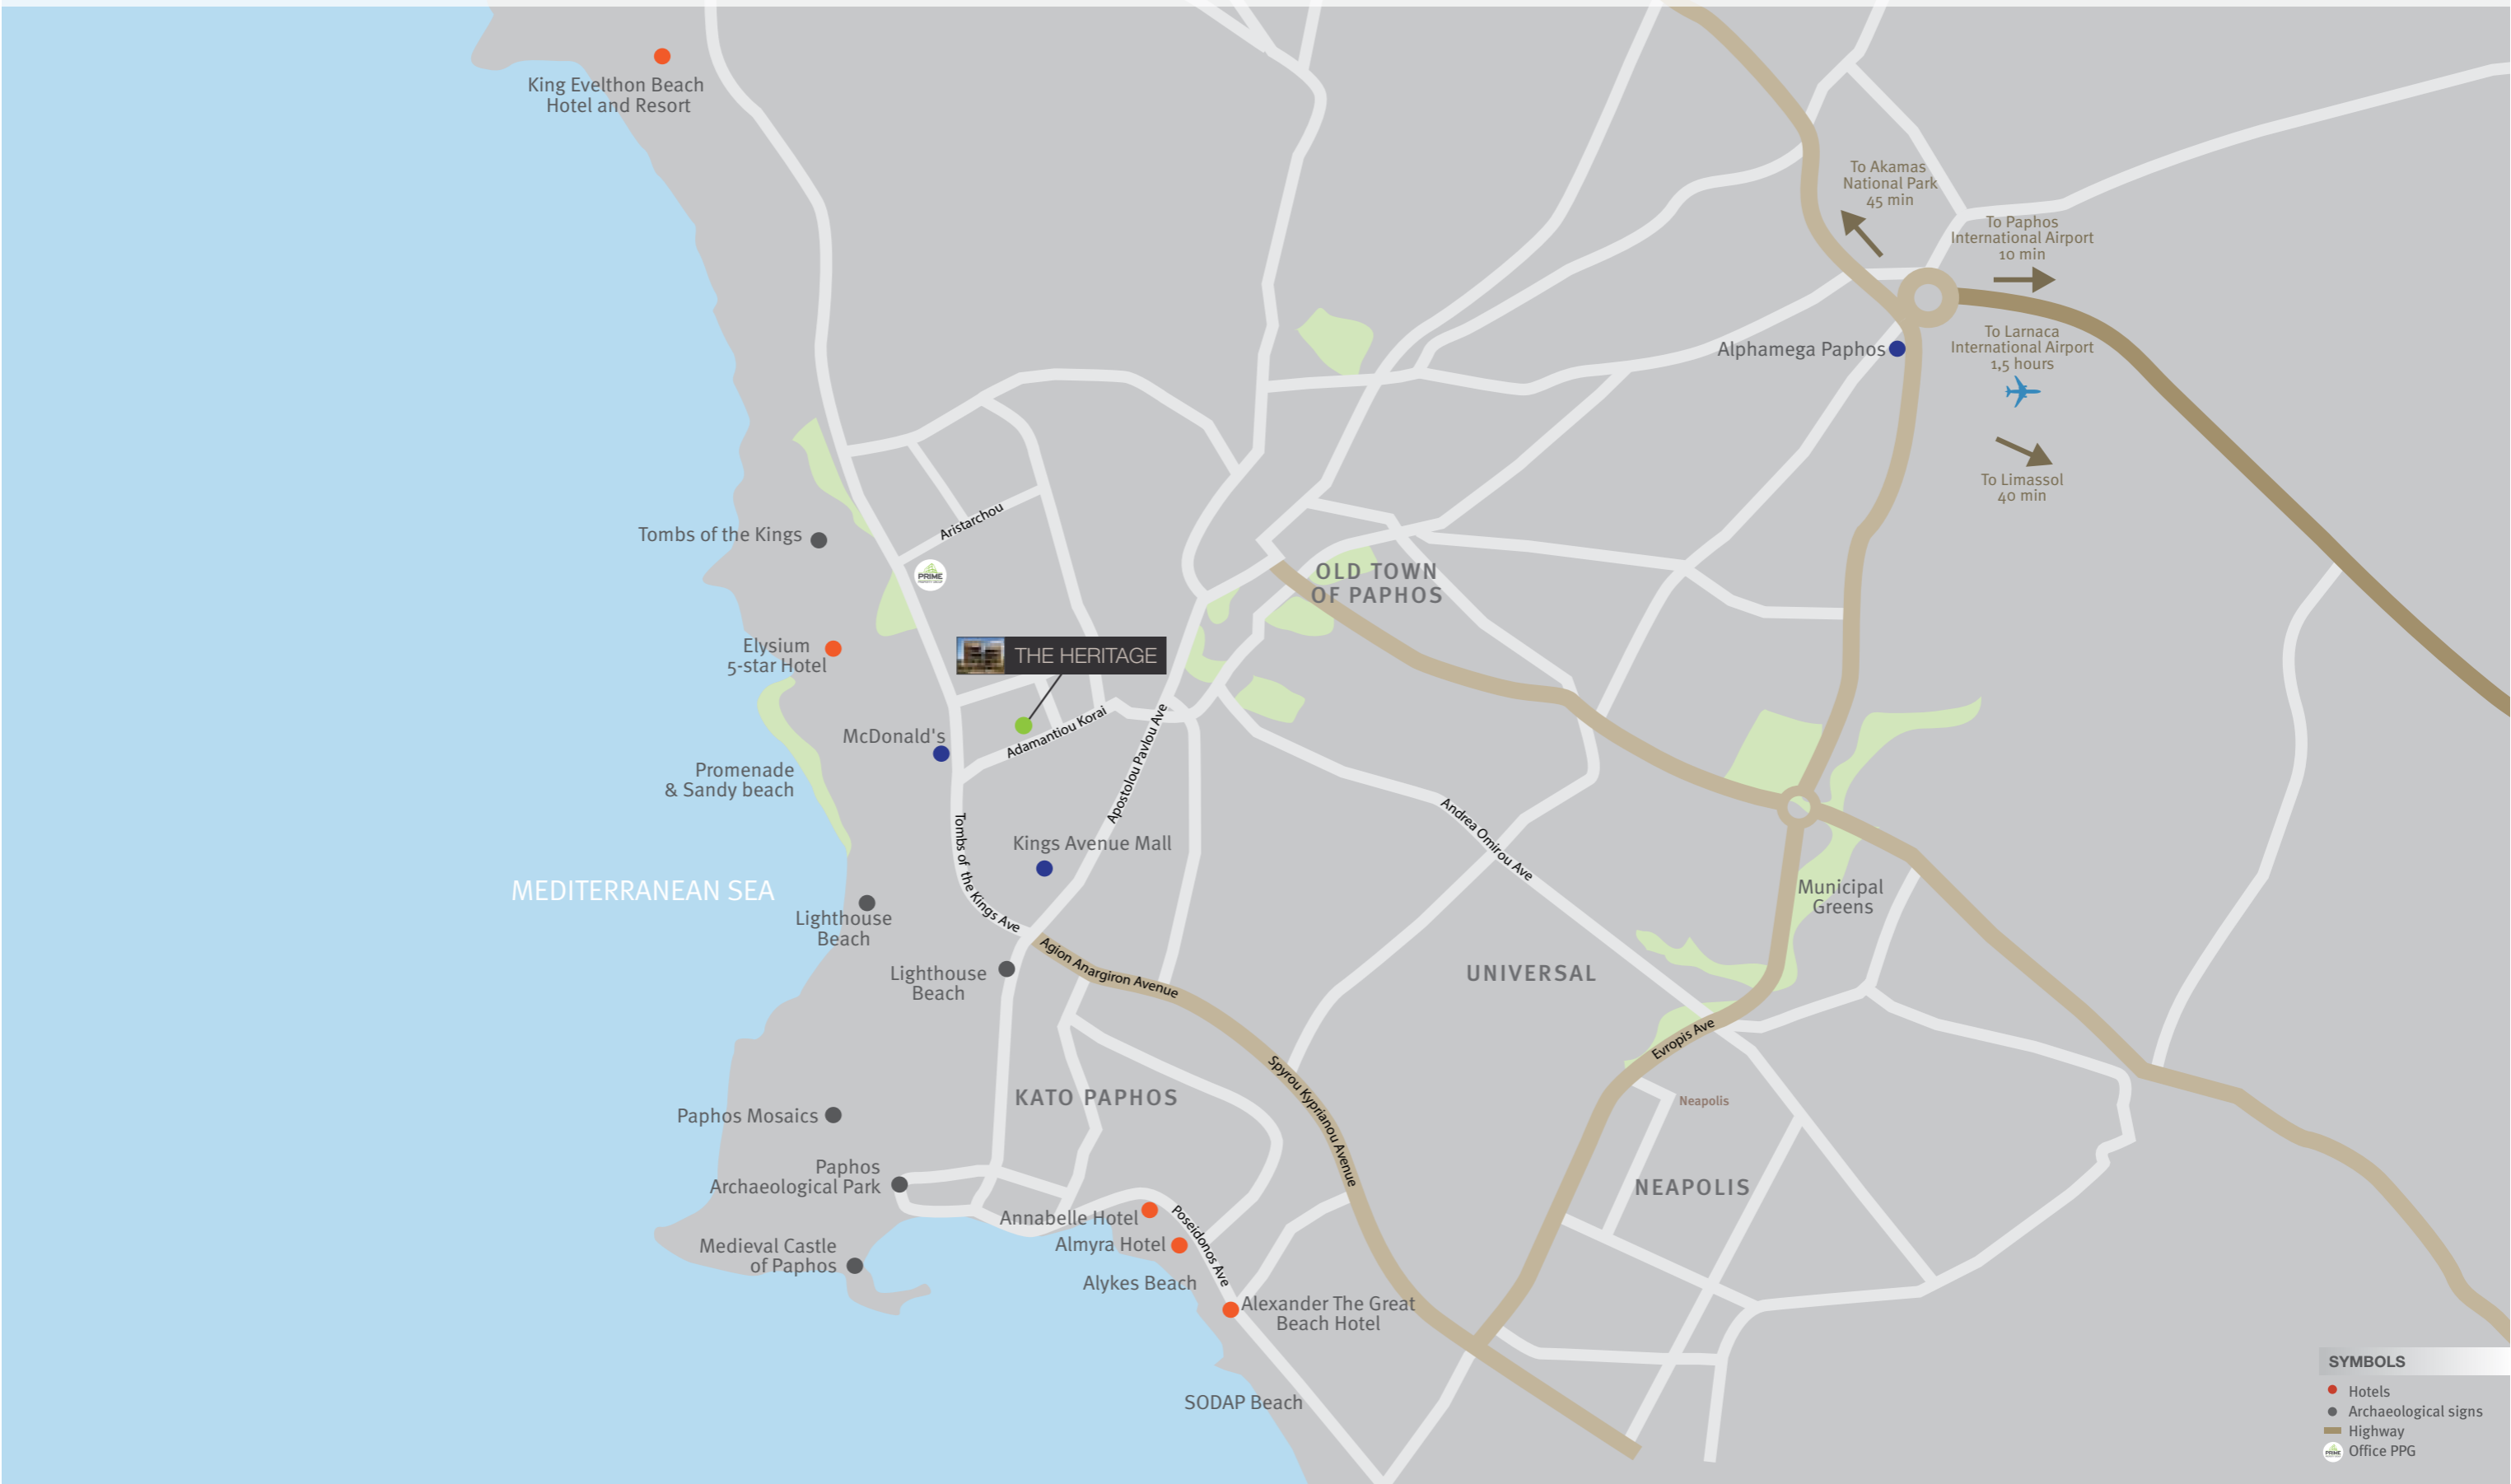 King Evelthon Beach
Hotel and Resort
To Akamas
National Park
45 min
To Paphos
International Airport
10 min
Alphamega Paphos
To Larnaca
International Airport
1,5 hours
To Limassol
40 min
Tombs of the Kings
Aristarchou
PRIME
OLD TOWN
OF PAPHOS
Elysium
5-star Hotel
THE HERITAGE
McDonald's
Adamantiou Korai
Apostolou Pavlou Ave
Promenade
& Sandy beach
Tombs of the Kings Ave
Kings Avenue Mall
Andrea Omirou Ave
MEDITERRANEAN SEA
Lighthouse
Beach
Municipal
Greens
Lighthouse
Beach
Agion Anargiron Avenue
UNIVERSAL
Evropis Ave
Spyrou Kyprianou Avenue
KATO PAPHOS
Neapolis
Paphos Mosaics
Paphos
Archaeological Park
NEAPOLIS
Annabelle Hotel
Poseidonos Ave
Almyra Hotel
Medieval Castle
of Paphos
Alykes Beach
Alexander The Great
Beach Hotel
SODAP Beach
SYMBOLS
Hotels
Archaeological signs
Highway
PRIME
Office PPG